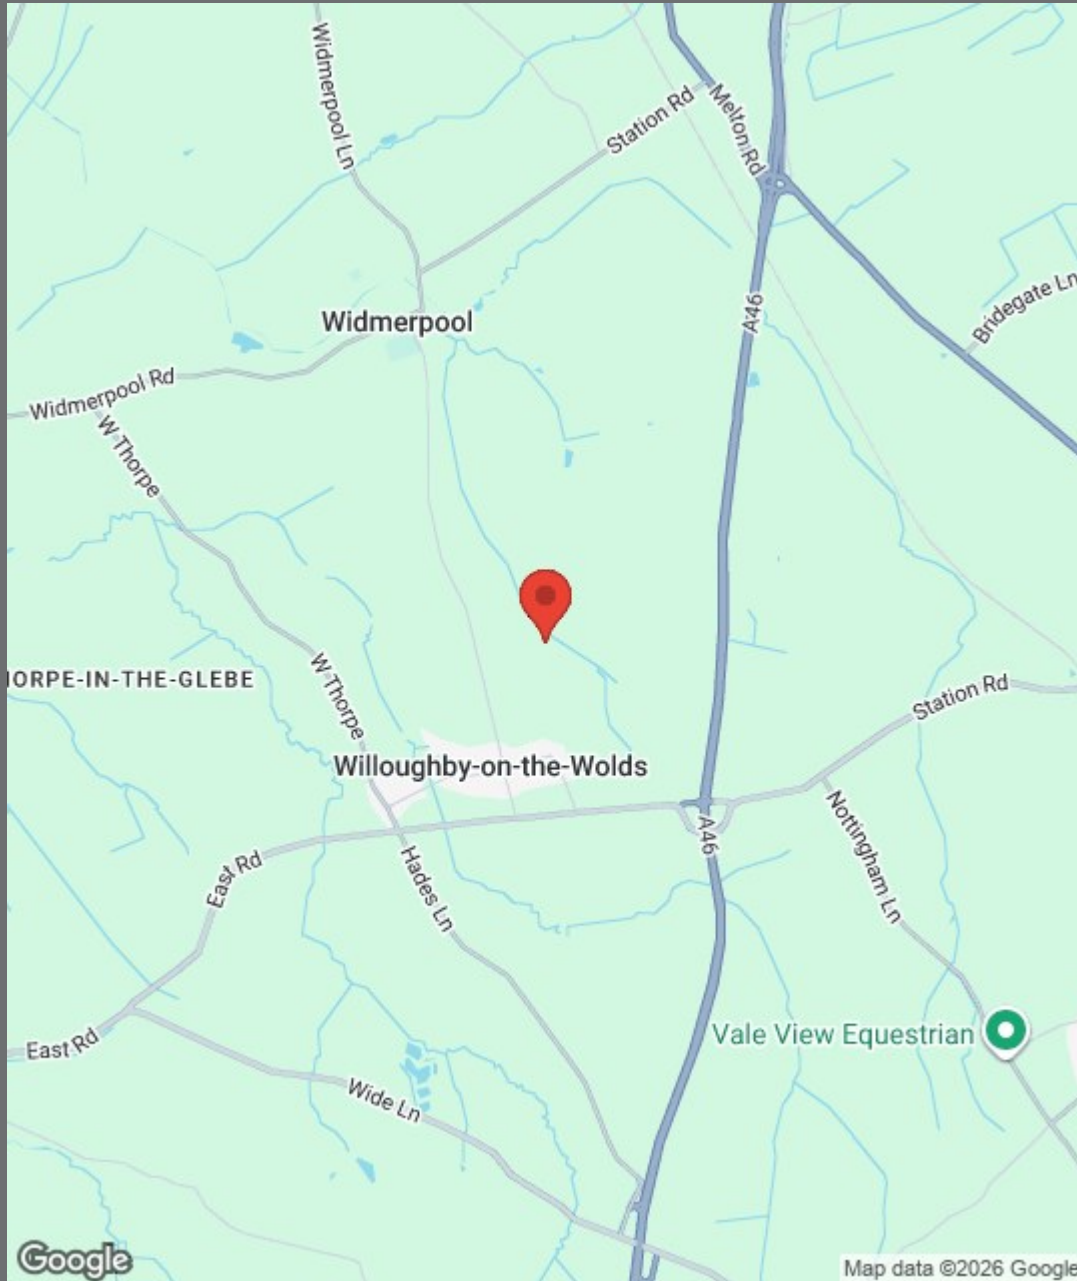 Widmerpool Ln
Station Rd
Melton Rd
A46
Bridegate Ln
Widmerpool
Widmerpool Rd
W Thorpe
W Thorpe
HORPE-IN-THE-GLEBE
Station Rd
Willoughby-on-the-Wolds
A46
Nottingham Ln
East Rd
Hades Ln
Vale View Equestrian
East Rd
Wide Ln
Google
Map data ©2026 Google